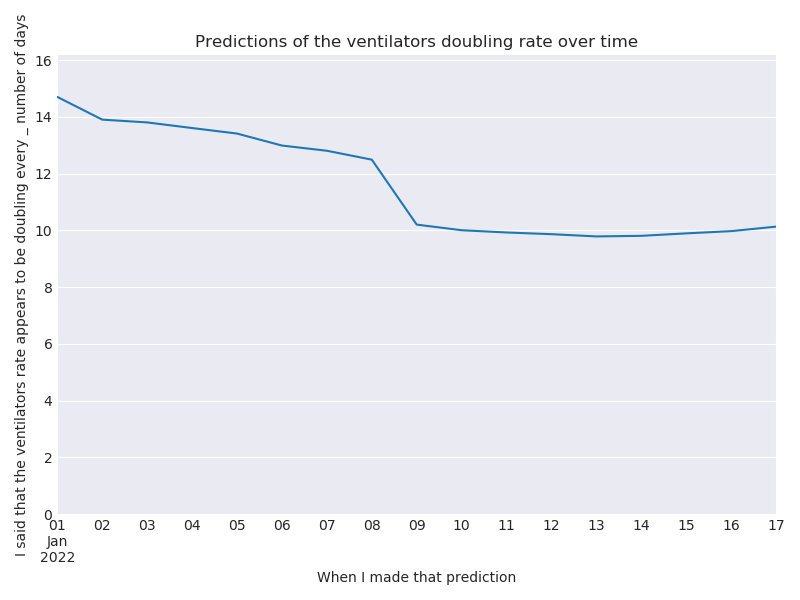 Predictions of the ventilators doubling rate over time
I said that the ventilators rate appears to be doubling every _ number of days
16
14
12
10
8
6
4
2
0
01 02 03 04 05 06 07 08 09 10 11 12 13 14 15 16 17
Jan
2022
When I made that prediction